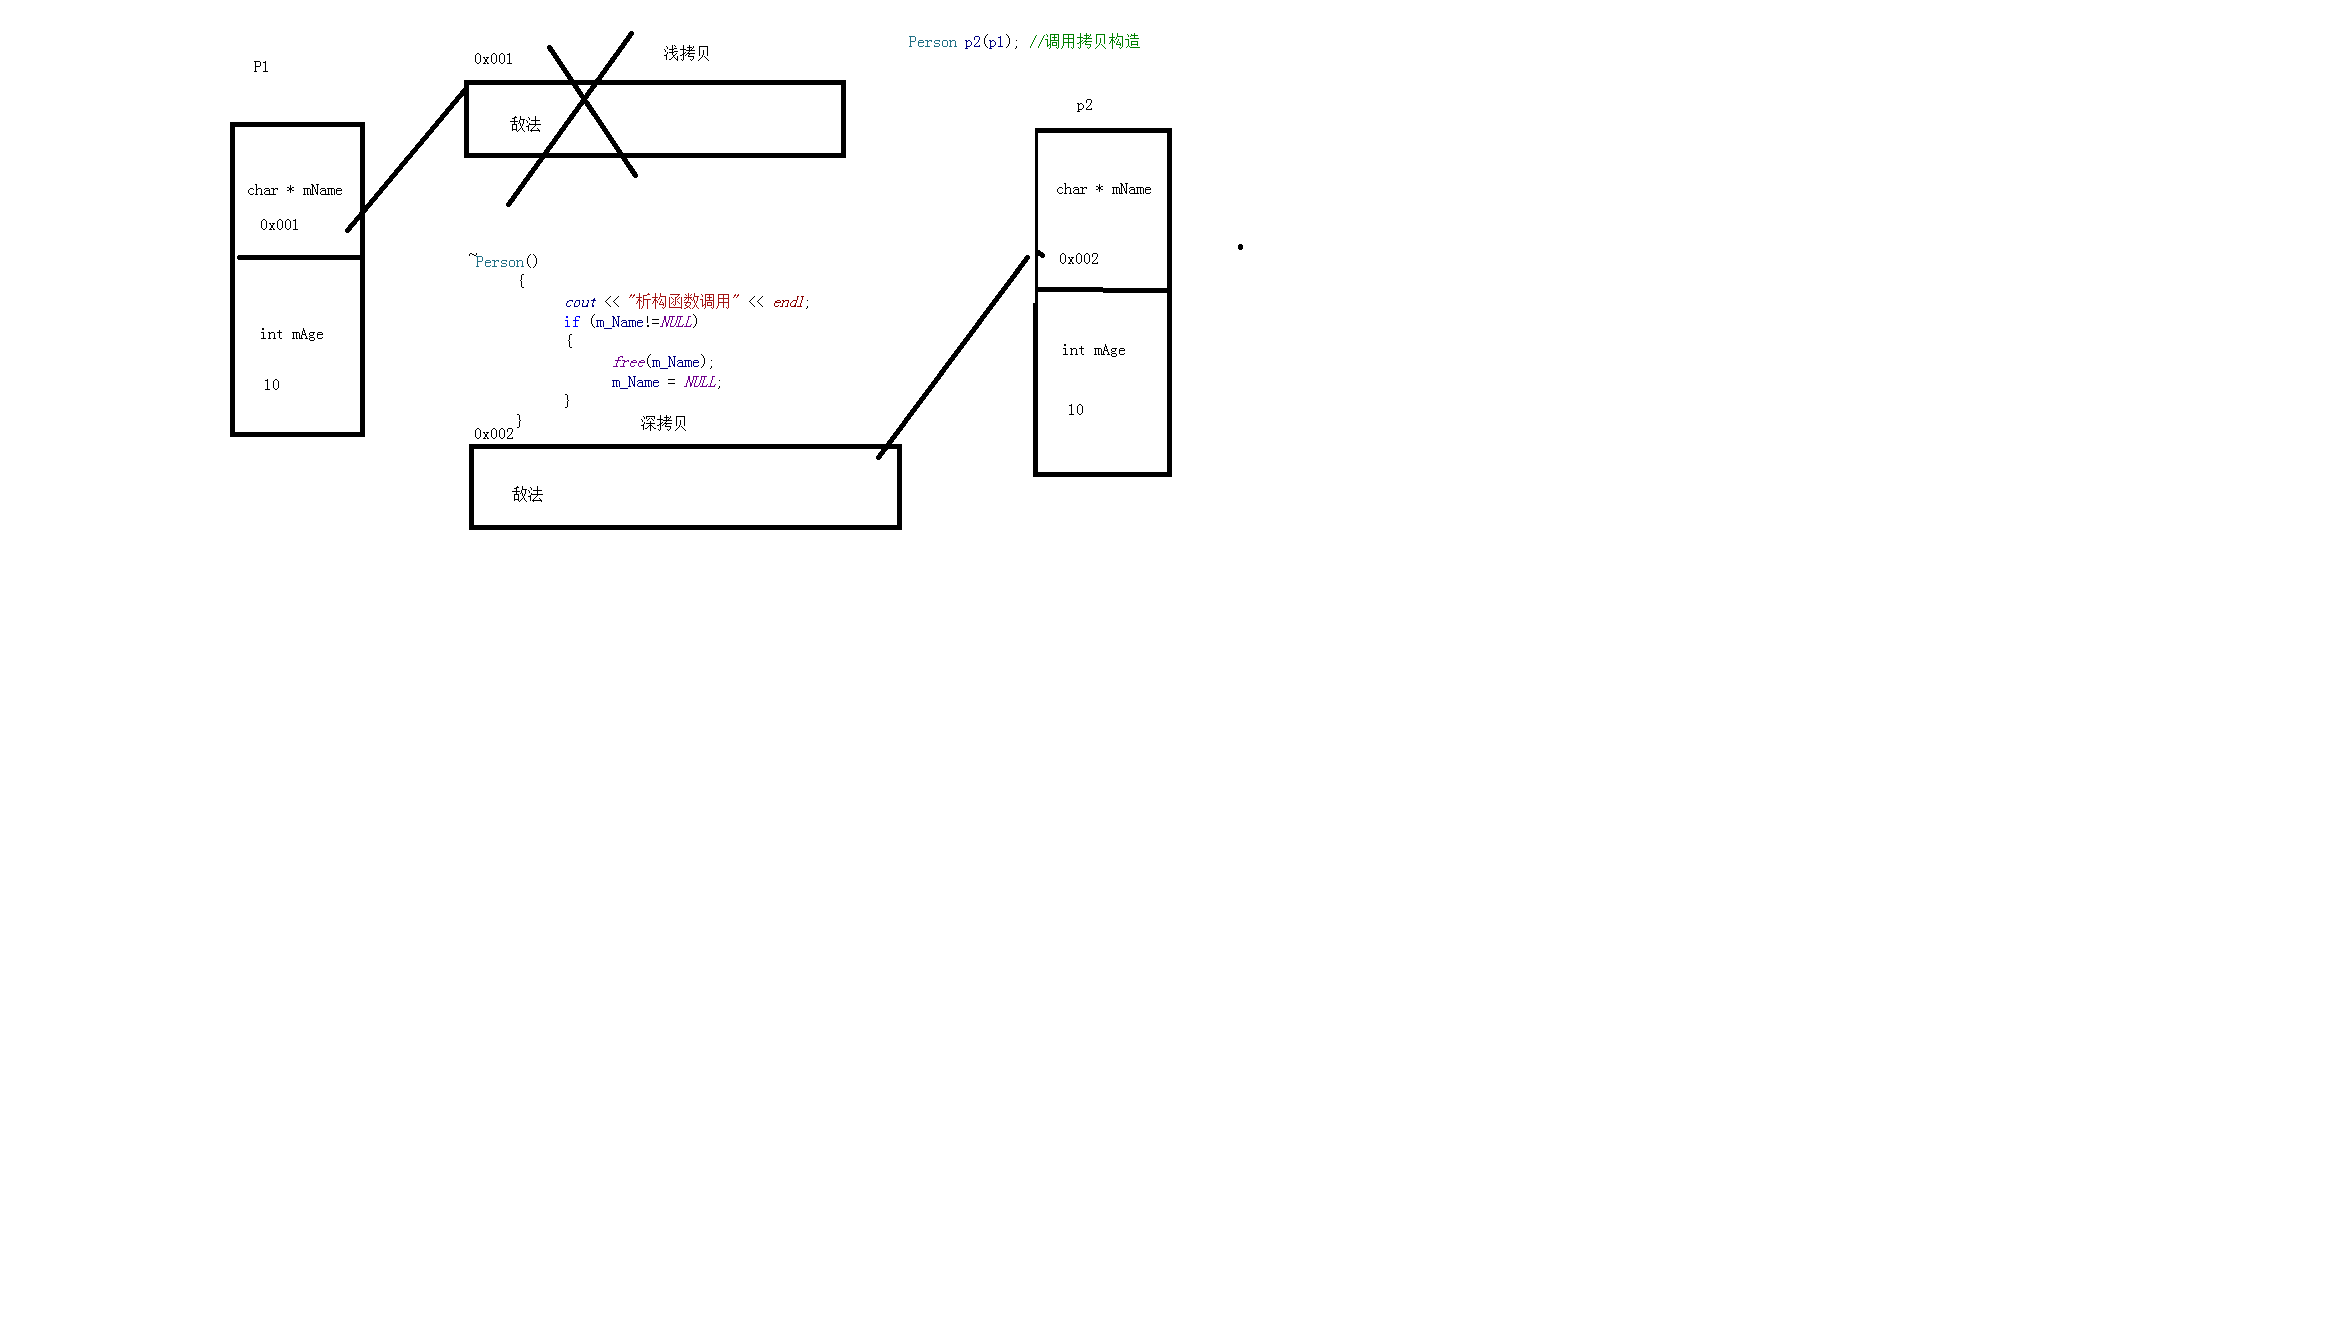 P1
char * mName
0x001
int mAge
10
0x001
浅拷贝
敌法
~Person()
{
cout << "析构函数调用" << endl;
if (m_Name!=NULL)
{
free(m_Name);
m_Name = NULL;
}
}
深拷贝
0x002
敌法
Person p2(p1); //调用拷贝构造
p2
char * mName
0x002
int mAge
10